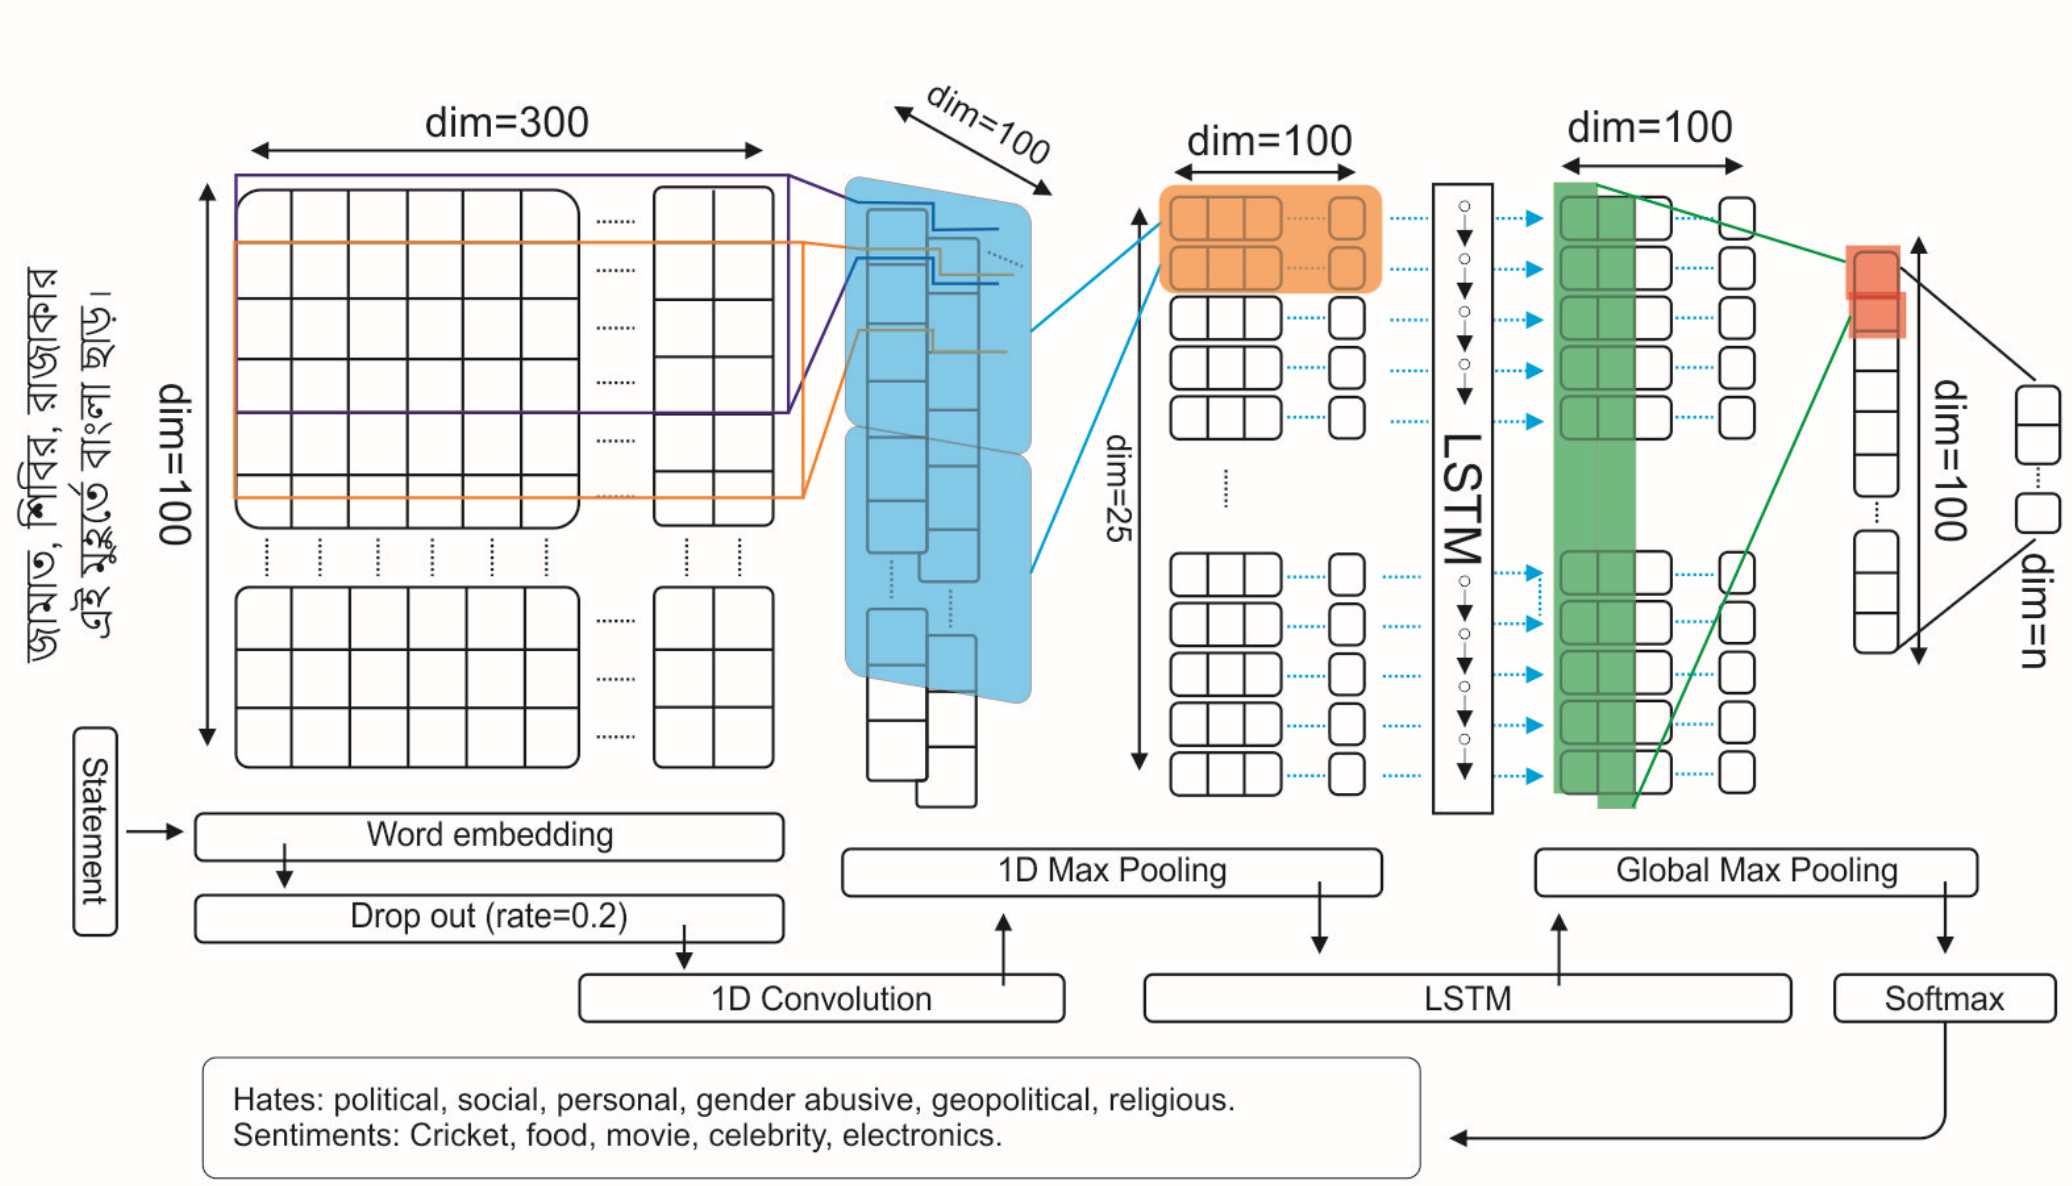 জামাত, শিবির, রাজাকার
এই মুহূর্তে বাংলা ছাড়।
dim=300
dim=100
dim=100
dim=100
dim=25
LSTM
dim=100
dim=100
dim=n
Statement
Word embedding
Drop out (rate=0.2)
1D Convolution
1D Max Pooling
LSTM
Global Max Pooling
Softmax
Hates: political, social, personal, gender abusive, geopolitical, religious.
Sentiments: Cricket, food, movie, celebrity, electronics.